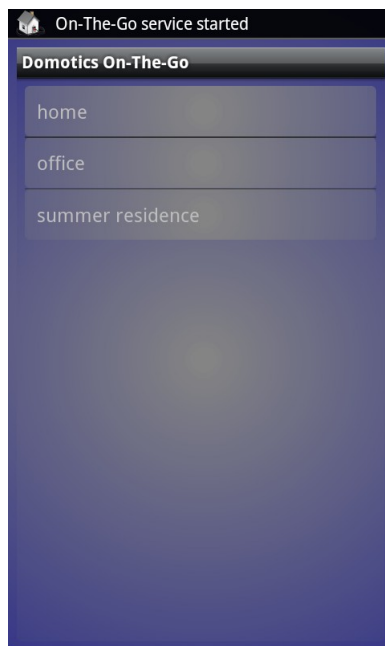 On-The-Go service started
Domotics On-The-Go
home
office
summer residence